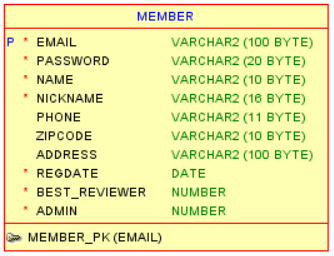 MEMBER
P * EMAIL VARCHAR2 (100 BYTE)
* PASSWORD VARCHAR2 (20 BYTE)
* NAME VARCHAR2 (10 BYTE)
* NICKNAME VARCHAR2 (16 BYTE)
PHONE VARCHAR2 (11 BYTE)
ZIPCODE VARCHAR2 (10 BYTE)
ADDRESS VARCHAR2 (100 BYTE)
* REGDATE DATE
* BEST_REVIEWER NUMBER
* ADMIN NUMBER
MEMBER_PK (EMAIL)